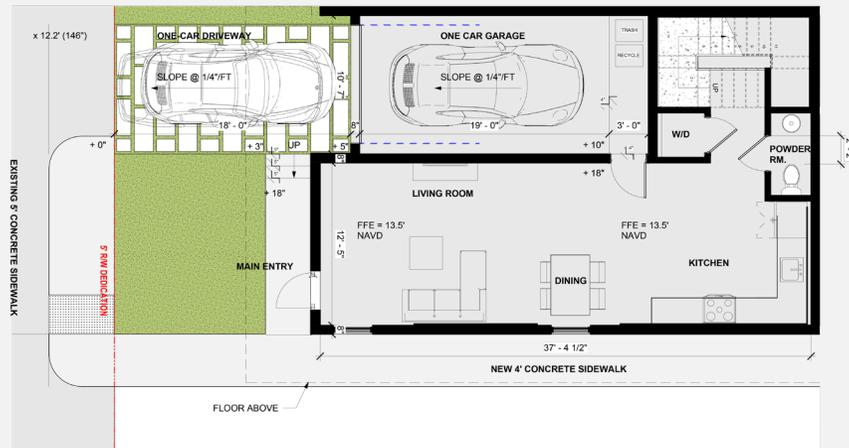 x 12.2' (146")
ONE-CAR DRIVEWAY
ONE CAR GARAGE
TRASH
RECYCLE
SLOPE @ 1/4"/FT
SLOPE @ 1/4"/FT
10' - 7"
UP
18' - 0"
8"
19' - 0"
3' - 0"
W/D
+ 0"
+ 3"
UP
+ 5"
+ 10"
POWDER
RM.
8"
+ 18"
+ 18"
LIVING ROOM
EXISTING 5' CONCRETE SIDEWALK
5' R/W DEDICATION
FFE = 13.5'
NAVD
FFE = 13.5'
NAVD
12' - 5"
MAIN ENTRY
KITCHEN
DINING
8"
37' - 4 1/2"
NEW 4' CONCRETE SIDEWALK
FLOOR ABOVE